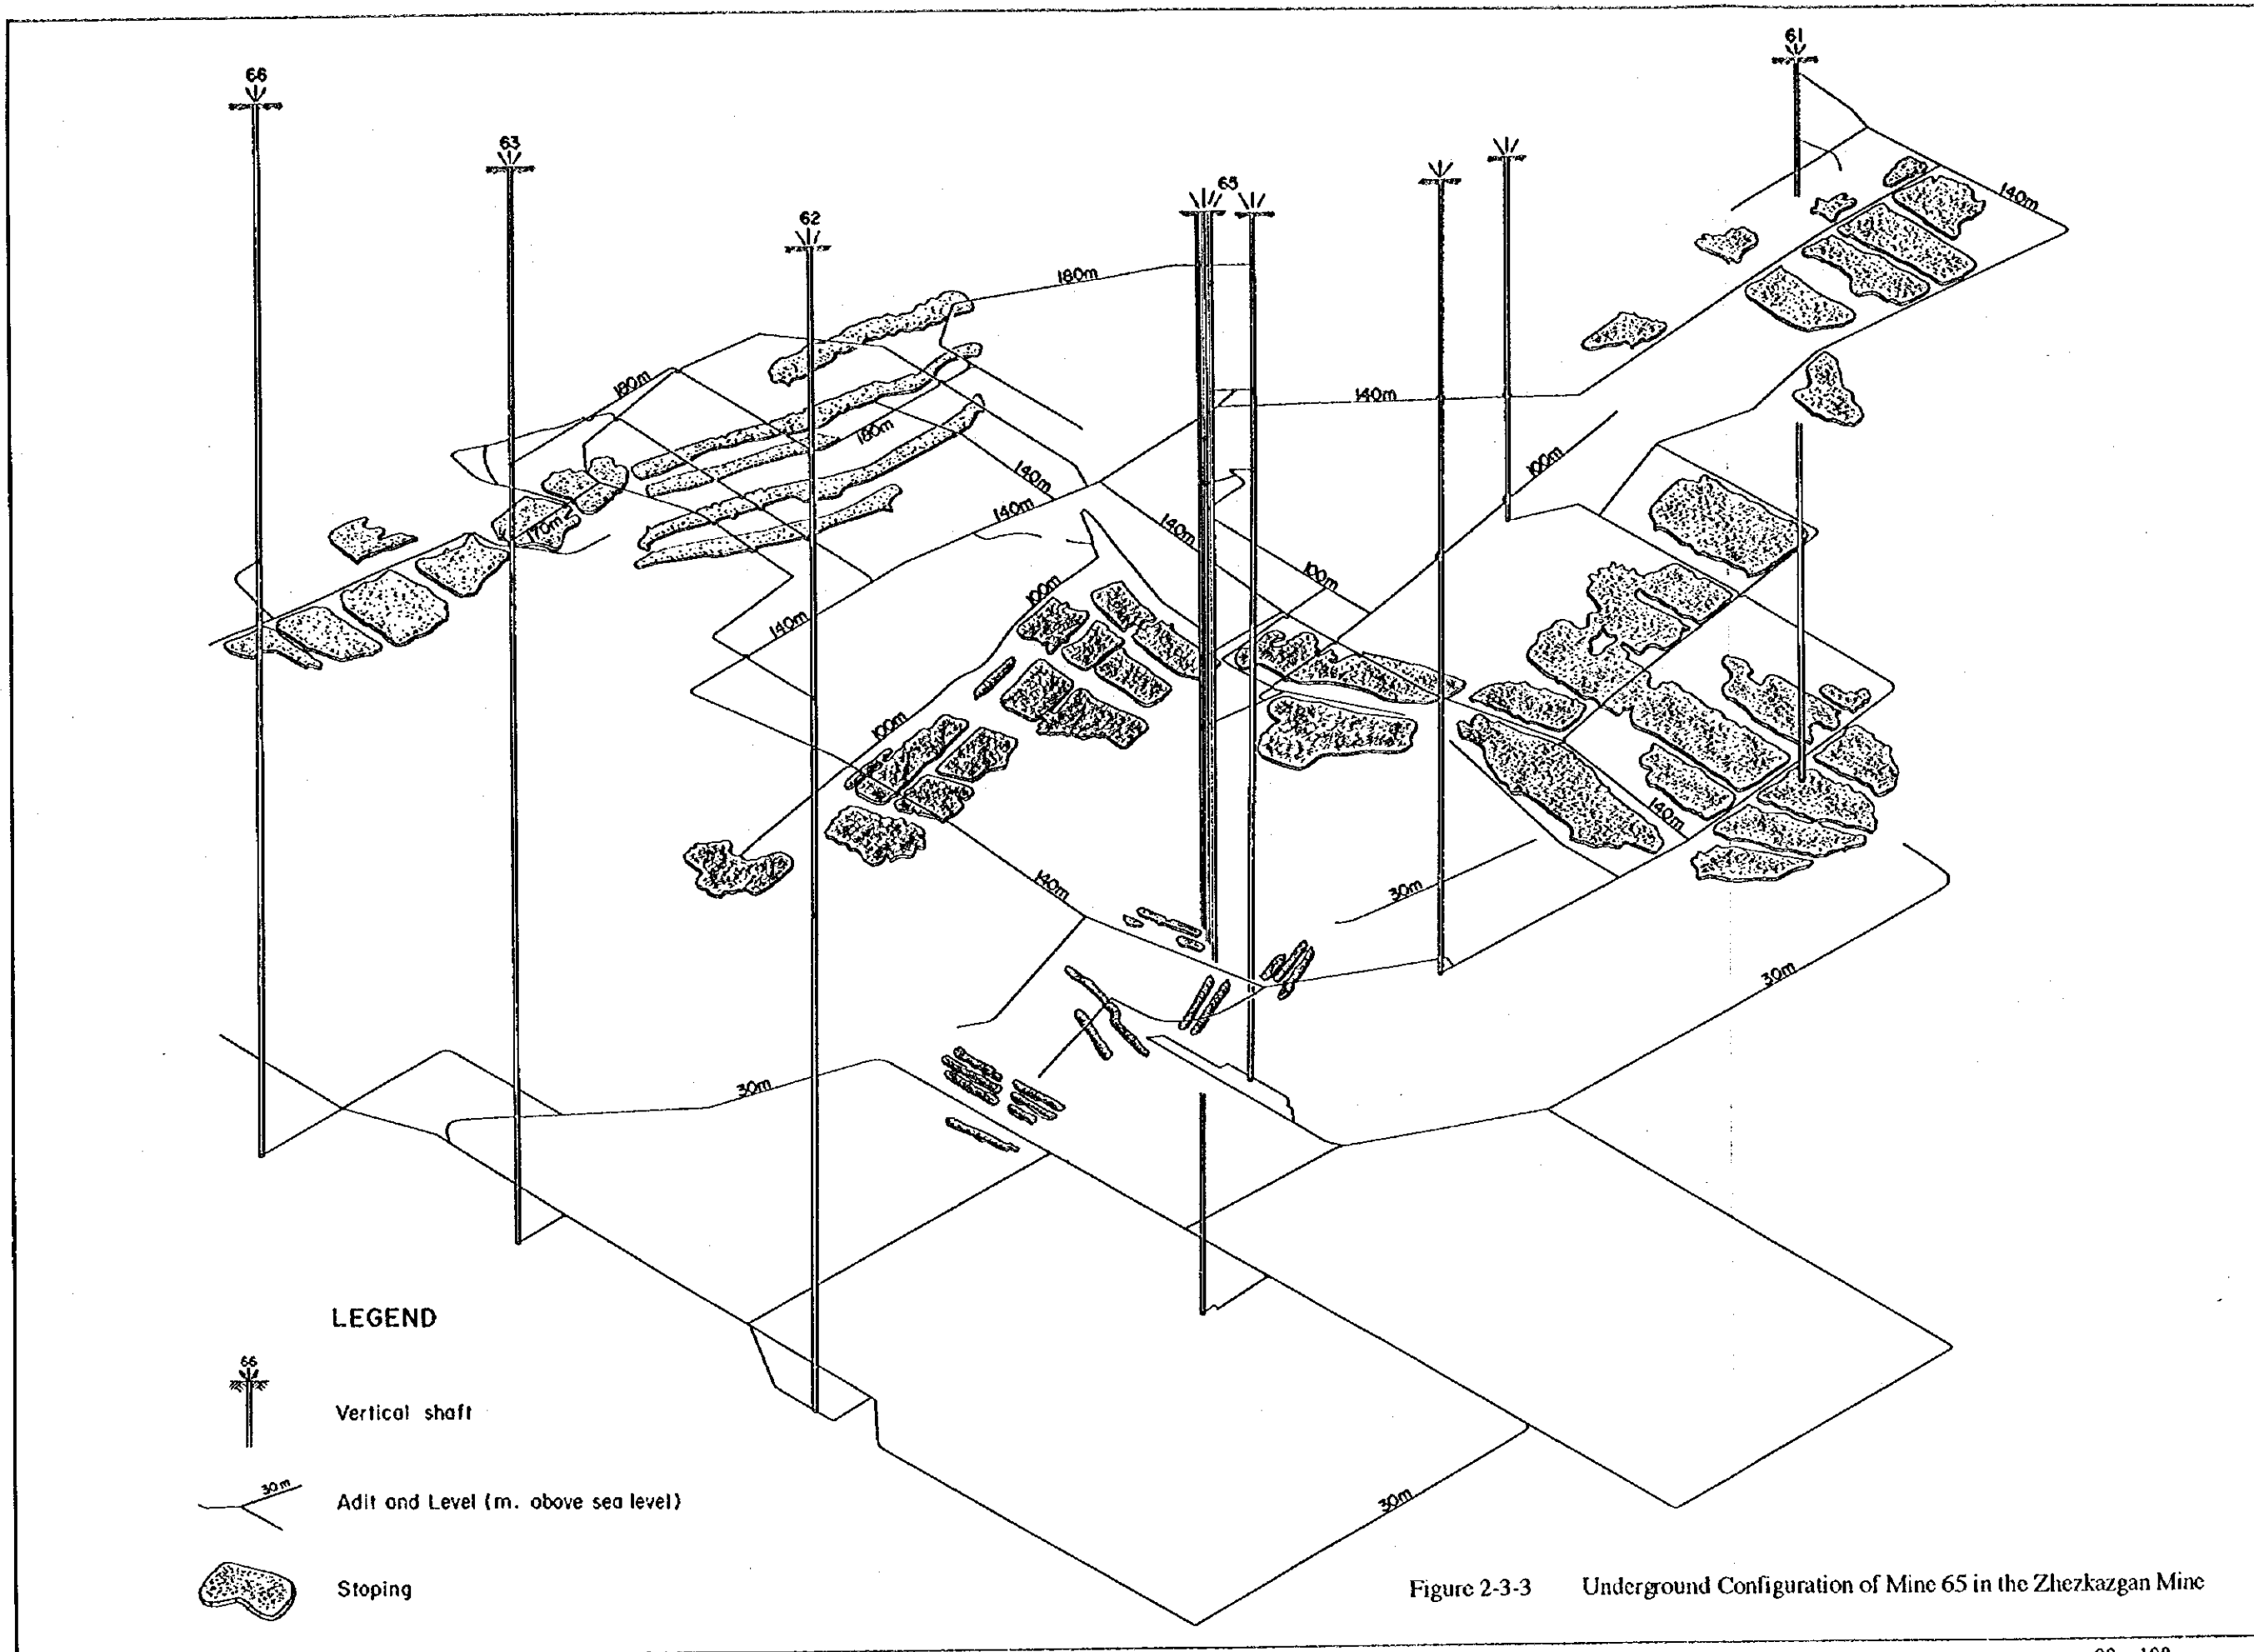 61
66
63
65
62
140m
180m
140m
180m
180m
100m
140m
140m
140m
170m
100m
100m
140m
100m
140m
140m
30m
30m
30m
LEGEND
66
Vertical shaft
30m
Adit and Level (m. above sea level)
30m
Stoping
Figure 2-3-3 Underground Configuration of Mine 65 in the Zhezkazgan Mine